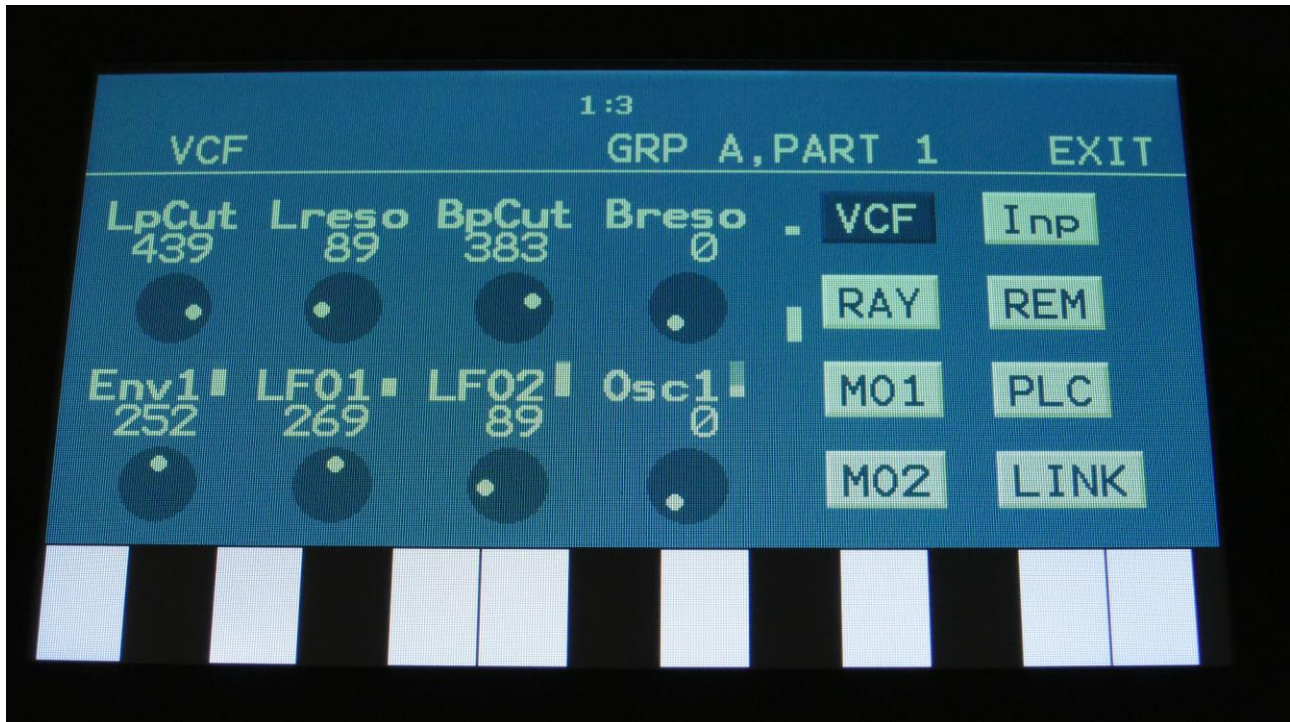 1:3
VCF GRP A,PART 1 EXIT
LpCut Lreso BpCut Breso VCF Inp
439 89 383 0
RAY REM
Env1 LFO1 LFO2 Osc1 MO1 PLC
252 269 89 0
MO2 LINK